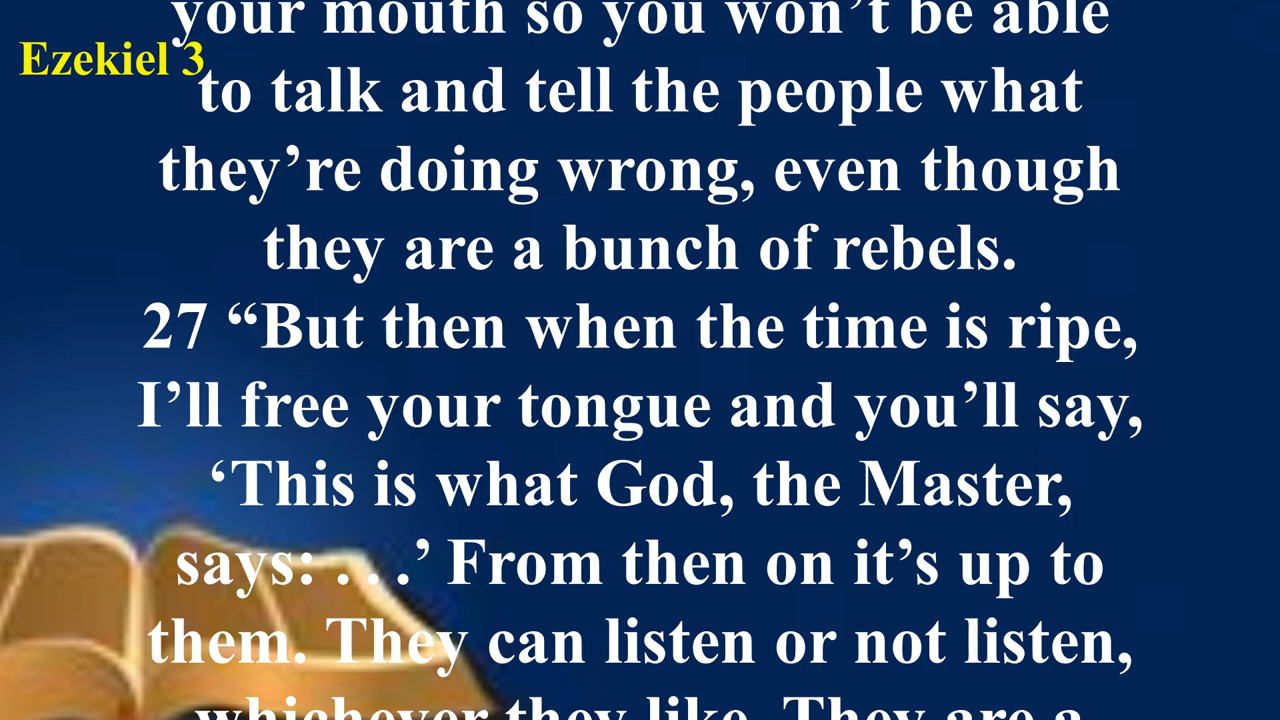 your mouth so you won’t be able
Ezekiel 3
to talk and tell the people what
they’re doing wrong, even though
they are a bunch of rebels.
27 “But then when the time is ripe,
I’ll free your tongue and you’ll say,
‘This is what God, the Master,
says: . . .’ From then on it’s up to
them. They can listen or not listen,
whichever they like. They are a